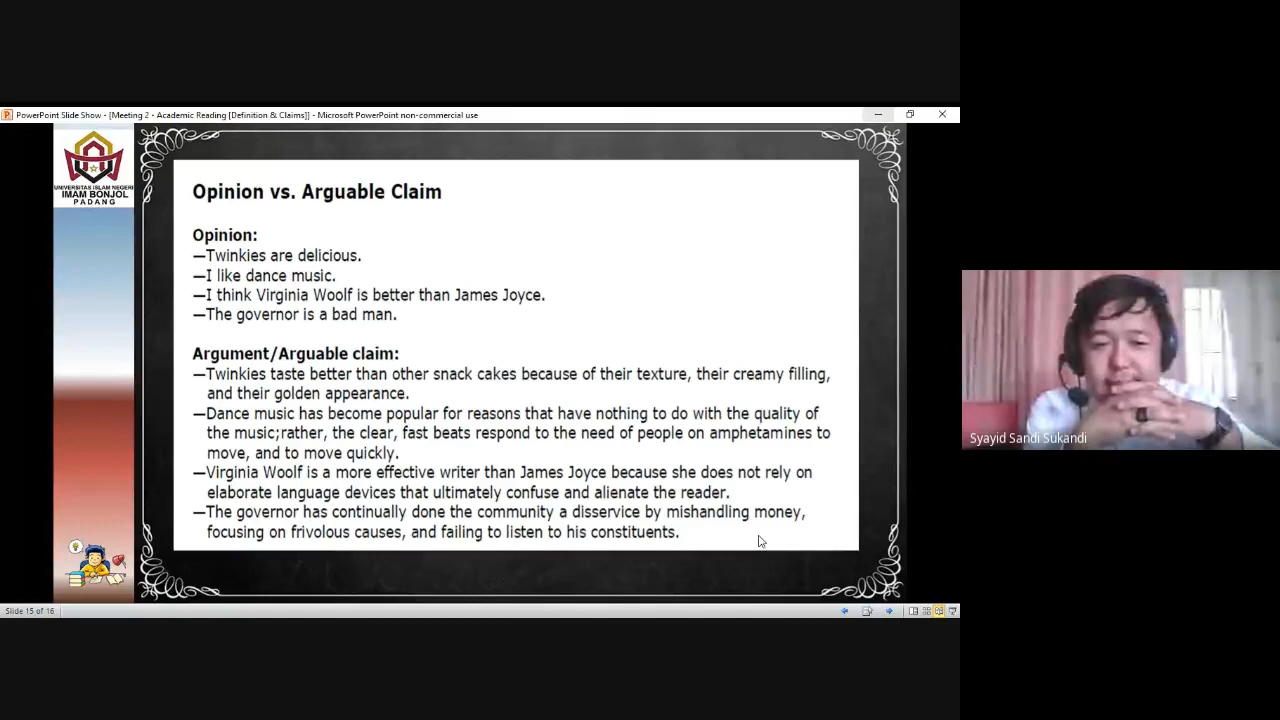 PowerPoint Slide Show - [Meeting 2 - Academic Reading [Definition & Claims]] - Microsoft PowerPoint non-commercial use
UNIVERSITAS ISLAM NEGERI
IMAM BONJOL
PADANG
Opinion vs. Arguable Claim
Opinion:
—Twinkies are delicious.
—I like dance music.
—I think Virginia Woolf is better than James Joyce.
—The governor is a bad man.
Argument/Arguable claim:
—Twinkies taste better than other snack cakes because of their texture, their creamy filling,
and their golden appearance.
—Dance music has become popular for reasons that have nothing to do with the quality of
the music;rather, the clear, fast beats respond to the need of people on amphetamines to
move, and to move quickly.
—Virginia Woolf is a more effective writer than James Joyce because she does not rely on
elaborate language devices that ultimately confuse and alienate the reader.
—The governor has continually done the community a disservice by mishandling money,
focusing on frivolous causes, and failing to listen to his constituents.
Slide 15 of 16
Syayid Sandi Sukandi